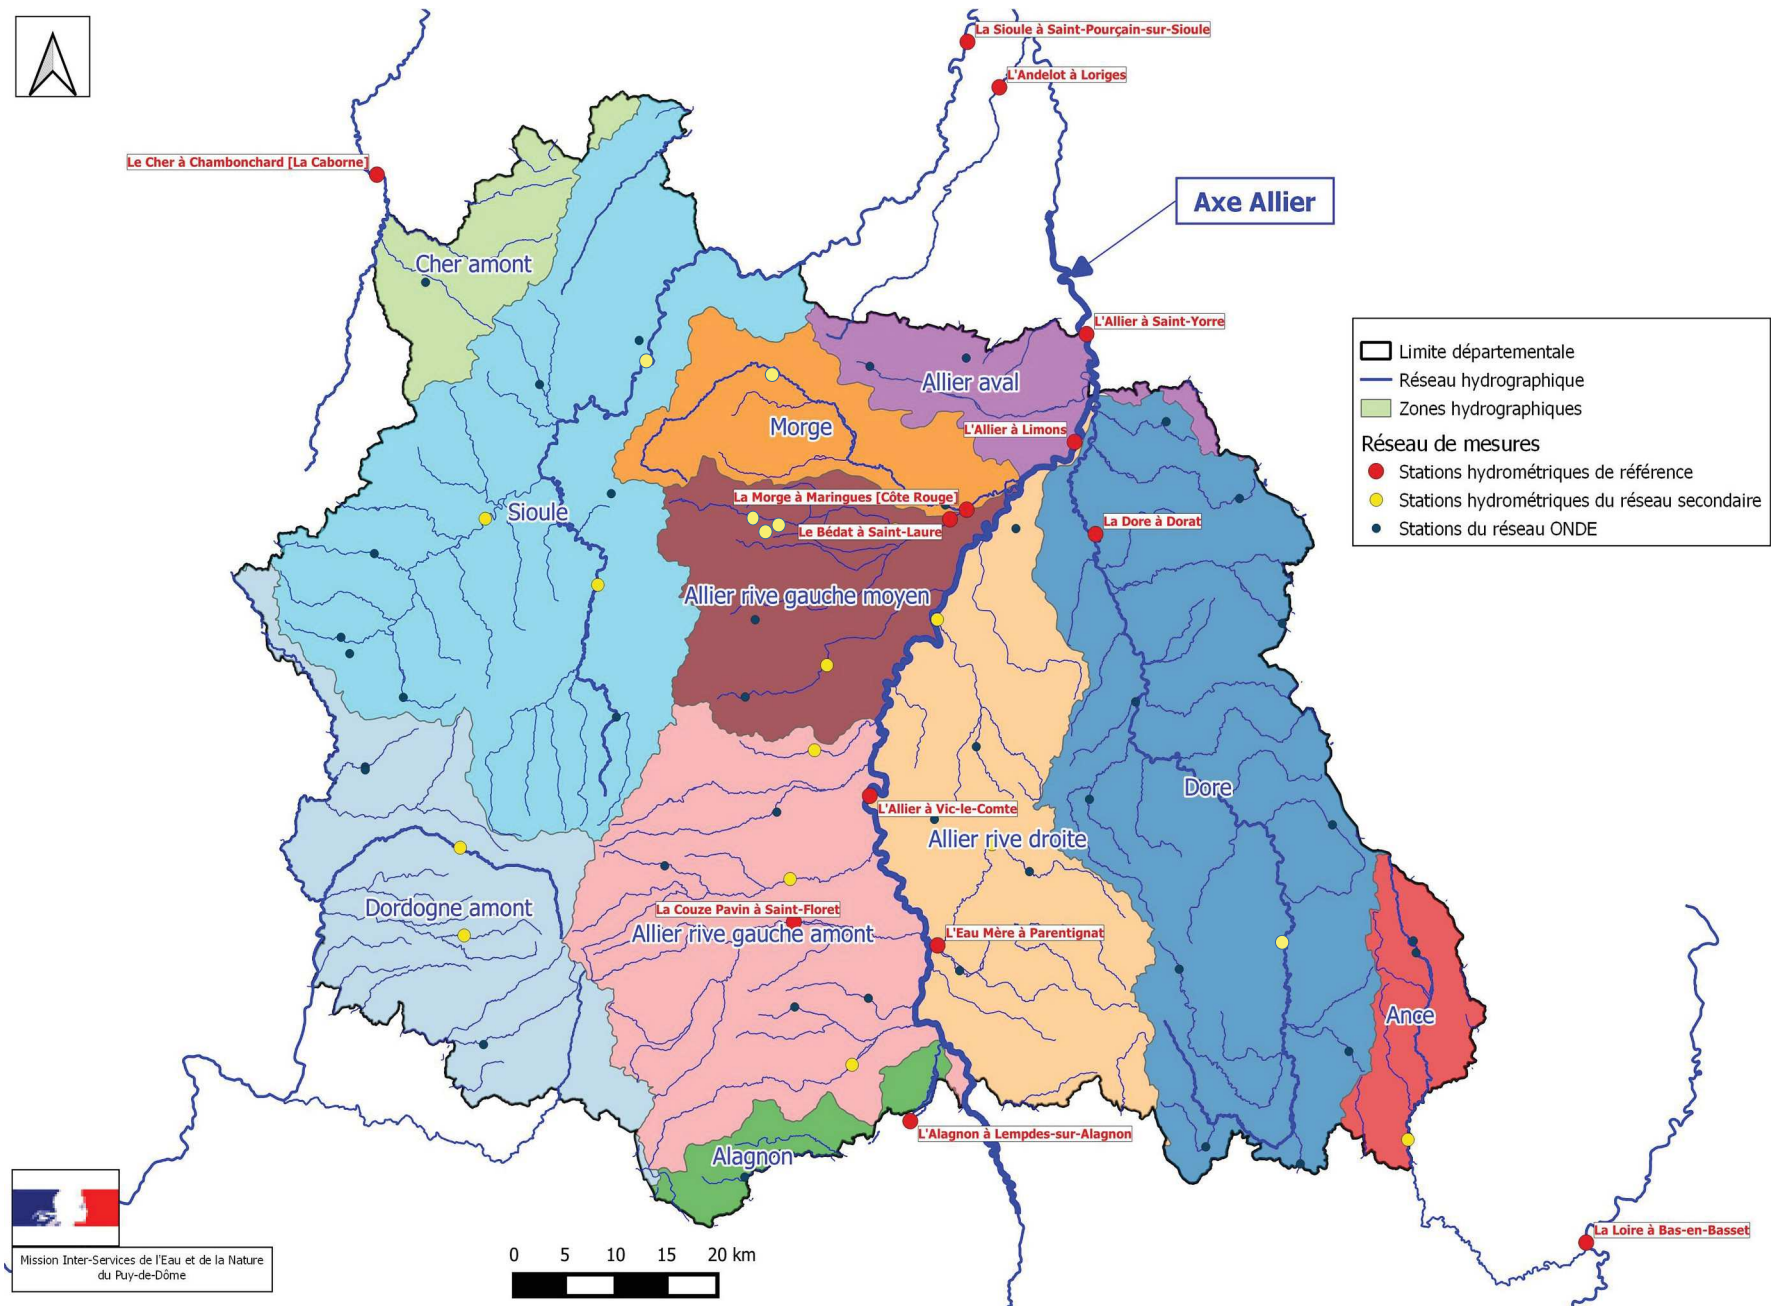 La Sioule à Saint-Pourçain-sur-Sioule
L'Andelot à Loriges
Le Cher à Chambonchard [La Caborne]
Axe Allier
Cher amont
L'Allier à Saint-Yorre
Limite départementale
Réseau hydrographique
Zones hydrographiques
Réseau de mesures
Stations hydrométriques de référence
Stations hydrométriques du réseau secondaire
Stations du réseau ONDE
Allier aval
Morge
L'Allier à Limons
La Morge à Maringues [Côte Rouge]
Sioule
Le Bédat à Saint-Laure
La Dore à Dorat
Allier rive gauche moyen
Dore
L'Allier à Vic-le-Comte
Allier rive droite
Dordogne amont
La Couze Pavin à Saint-Floret
Allier rive gauche amont
L'Eau Mère à Parentignat
Ance
L'Alagnon à Lempdes-sur-Alagnon
Alagnon
La Loire à Bas-en-Basset
Mission Inter-Services de l'Eau et de la Nature
du Puy-de-Dôme
0 5 10 15 20 km